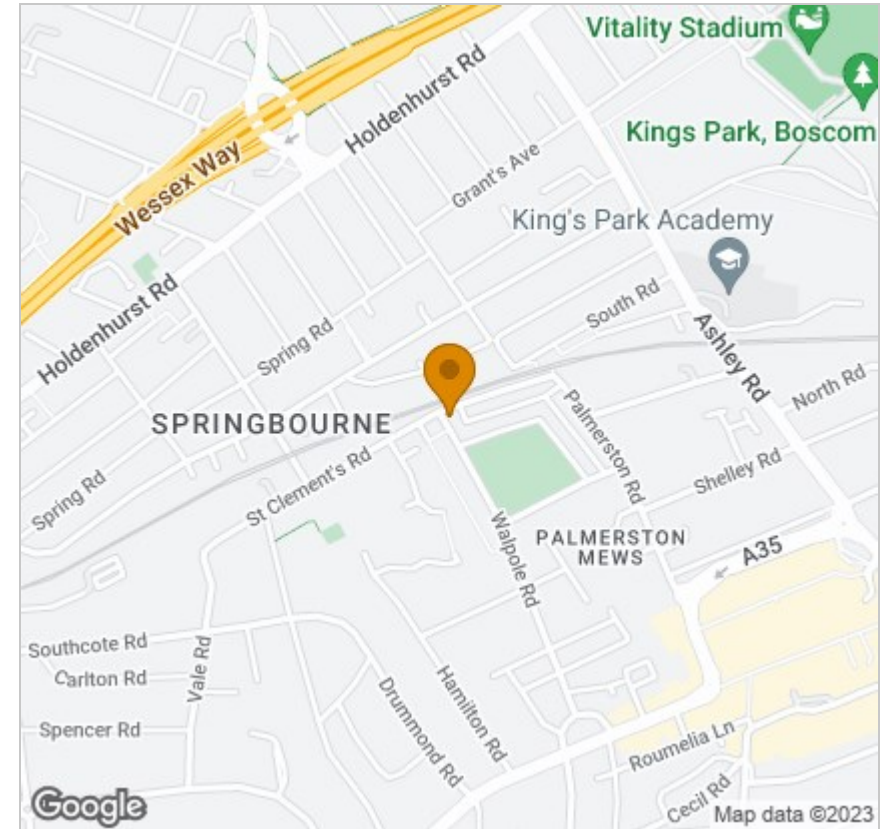 Vitality Stadium
Kings Park, Boscom
Holdenhurst Rd
Wessex Way
Grant's Ave
King's Park Academy
South Rd
Holdenhurst Rd
Spring Rd
Ashley Rd
North Rd
SPRINGBOURNE
Palmerston Rd
Shelley Rd
St Clement's Rd
Spring Rd
Walpole Rd
PALMERSTON
MEWS
A35
Southcote Rd
Carlton Rd
Vale Rd
Spencer Rd
Drummond Rd
Hamilton Rd
Roumelia Ln
Cecil Rd
Google
Map data ©2023